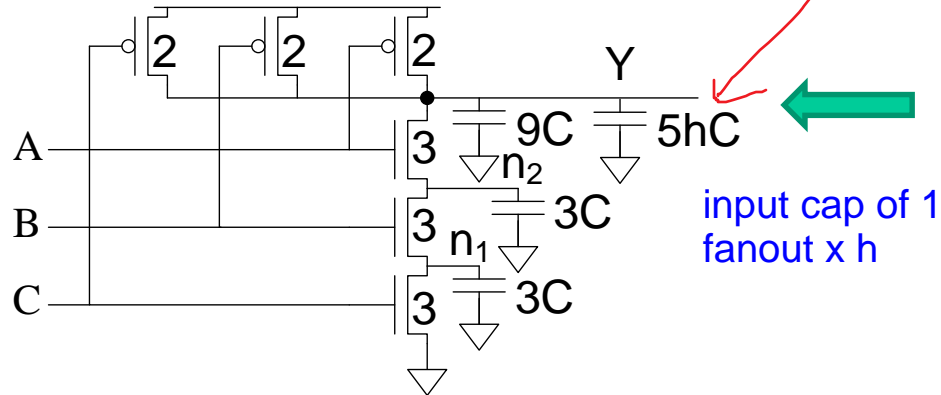 2 2 2
Y
9C 5hC
A 3
n2
3C
B 3
n1
3C
C 3
input cap of 1
fanout x h